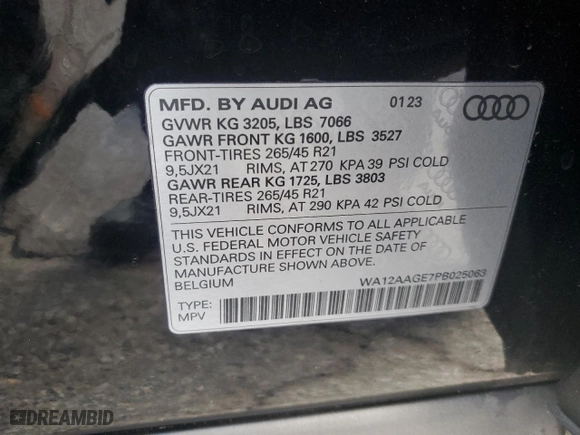 MFD. BY AUDI AG 01 23
GVWR KG 3205, LBS 7066
GAWR FRONT KG 1600, LBS 3527
FRONT-TIRES 265/45 R21
9,5JX21 RIMS, AT 270 KPA 39 PSI COLD
GAWR REAR KG 1725, LBS 3803
REAR-TIRES 265/45 R21
9,5JX21 RIMS, AT 290 KPA 42 PSI COLD
THIS VEHICLE CONFORMS TO ALL APPLICABLE
U.S. FEDERAL MOTOR VEHICLE SAFETY
STANDARDS IN EFFECT ON THE DATE OF
MANUFACTURE SHOWN ABOVE.
BELGIUM WA12AAGE7PB025063
TYPE:
MPV
DREAMBID